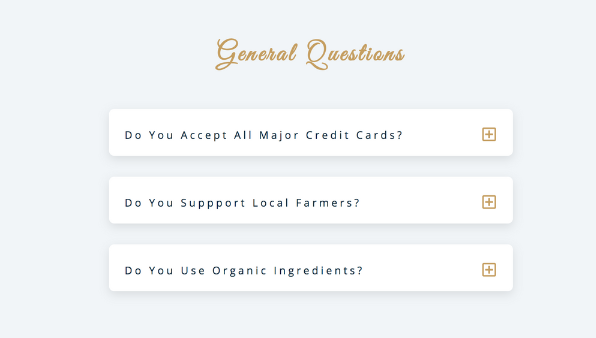 General Questions
Do You Accept All Major Credit Cards?
Do You Suppport Local Farmers?
Do You Use Organic Ingredients?